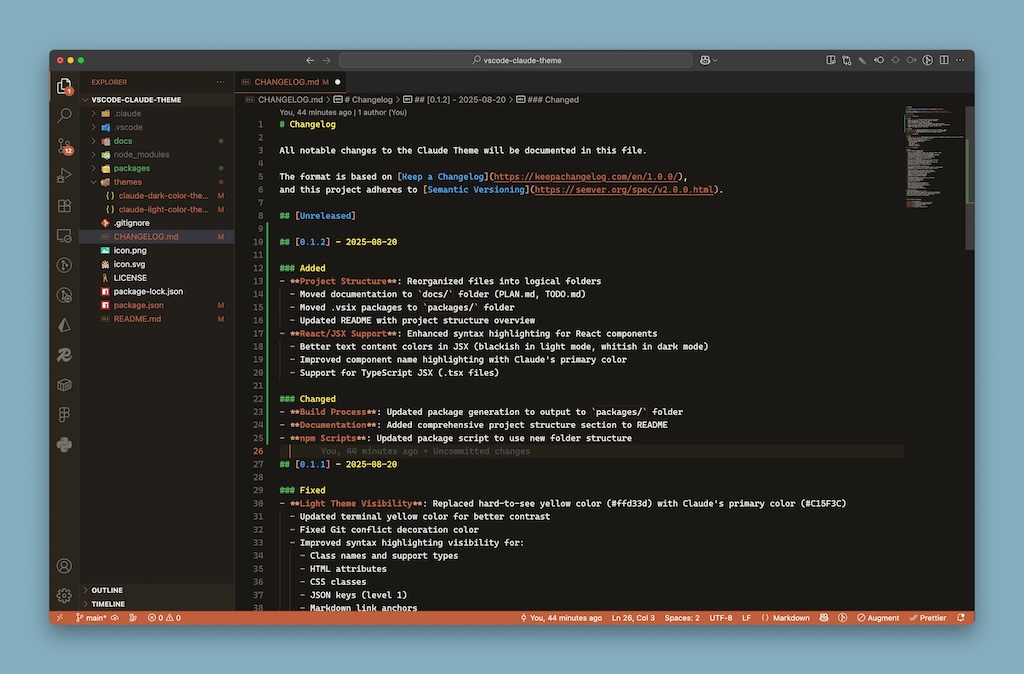 vscode-claude-theme
EXPLORER
CHANGELOG.md M
VSCODE-CLAUDE-THEME
CHANGELOG.md > # Changelog > ## [0.1.2] - 2025-08-20 > ### Changed
.claude
.vscode
docs
node_modules
packages
themes
{ } claude-dark-color-the... M
{ } claude-light-color-the... M
.gitignore
CHANGELOG.md M
icon.png
icon.svg
LICENSE
package-lock.json
package.json M
README.md M
OUTLINE
TIMELINE
1
12
You, 44 minutes ago | 1 author (You)
1 # Changelog
2
3 All notable changes to the Claude Theme will be documented in this file.
4
5 The format is based on [Keep a Changelog](https://keepachangelog.com/en/1.0.0/),
6 and this project adheres to [Semantic Versioning](https://semver.org/spec/v2.0.0.html).
7
8 ## [Unreleased]
9
10 ## [0.1.2] - 2025-08-20
11
12 ### Added
13 - **Project Structure**: Reorganized files into logical folders
14 - Moved documentation to `docs/` folder (PLAN.md, TODO.md)
15 - Moved .vsix packages to `packages/` folder
16 - Updated README with project structure overview
17 - **React/JSX Support**: Enhanced syntax highlighting for React components
18 - Better text content colors in JSX (blackish in light mode, whitish in dark mode)
19 - Improved component name highlighting with Claude's primary color
20 - Support for TypeScript JSX (.tsx files)
21
22 ### Changed
23 - **Build Process**: Updated package generation to output to `packages/` folder
24 - **Documentation**: Added comprehensive project structure section to README
25 - **npm Scripts**: Updated package script to use new folder structure
26 You, 44 minutes ago • Uncommitted changes
27 ## [0.1.1] - 2025-08-20
28
29 ### Fixed
30 - **Light Theme Visibility**: Replaced hard-to-see yellow color (#ffd33d) with Claude's primary color (#C15F3C)
31 - Updated terminal yellow color for better contrast
32 - Fixed Git conflict decoration color
33 - Improved syntax highlighting visibility for:
34 - Class names and support types
35 - HTML attributes
36 - CSS classes
37 - JSON keys (level 1)
38 - Markdown link anchors
main* 0 0 You, 44 minutes ago Ln 26, Col 3 Spaces: 2 UTF-8 LF { } Markdown Augment Prettier